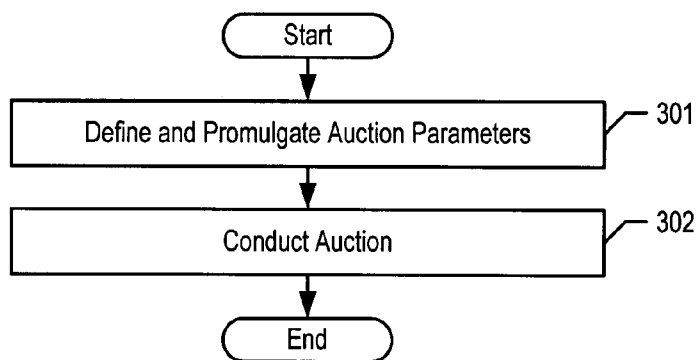 Start
Define and Promulgate Auction Parameters
301
Conduct Auction
302
End